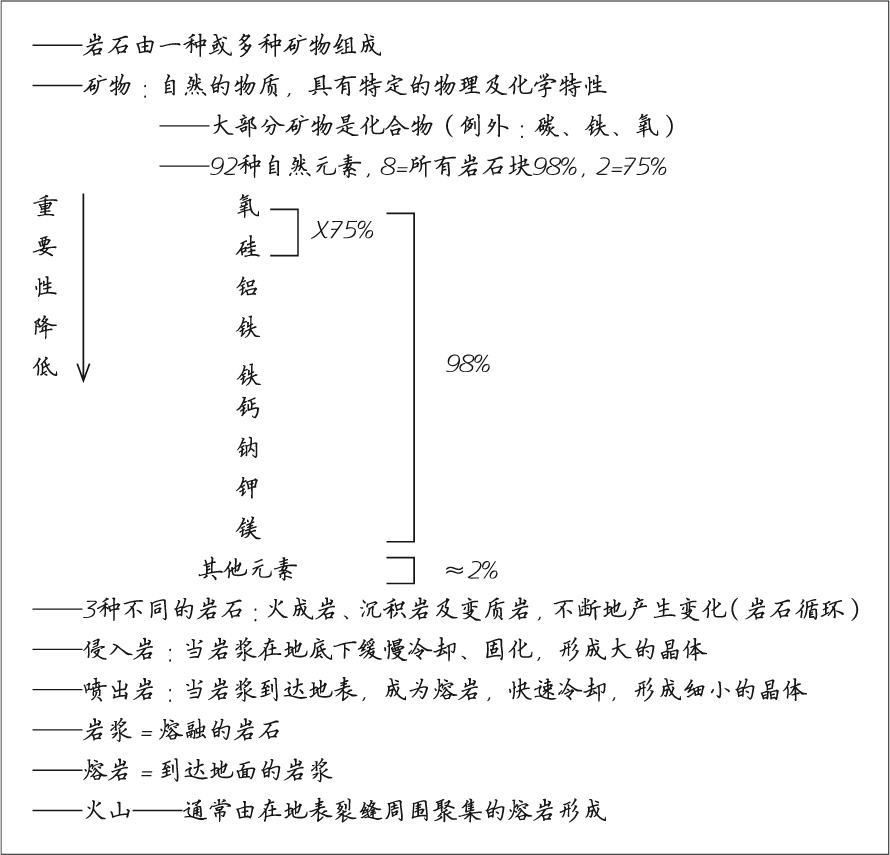 ——岩石由一种或多种矿物组成
——矿物：自然的物质，具有特定的物理及化学特性
——大部分矿物是化合物（例外：碳、铁、氧）
——92种自然元素，8=所有岩石块98%，2=75%
重要性降低
氧
硅
X75%
铝
铁
铁
钙
钠
钾
镁
98%
其他元素
≈2%
——3种不同的岩石：火成岩、沉积岩及变质岩，不断地产生变化（岩石循环）
——侵入岩：当岩浆在地底下缓慢冷却、固化，形成大的晶体
——喷出岩：当岩浆到达地表，成为熔岩，快速冷却，形成细小的晶体
——岩浆=熔融的岩石
——熔岩=到达地面的岩浆
——火山——通常由在地表裂缝周围聚集的熔岩形成